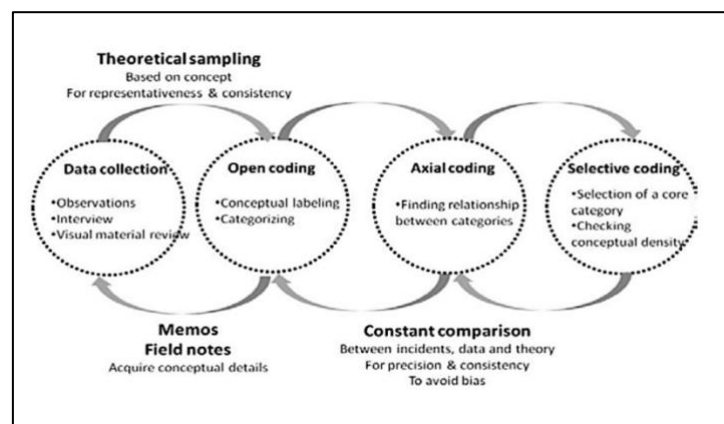 Theoretical sampling
Based on concept
For representativeness & consistency
Data collection
•Observations
•Interview
•Visual material review
Open coding
•Conceptual labeling
•Categorizing
Axial coding
•Finding relationship
between categories
Selective coding
•Selection of a core
category
•Checking
conceptual density
Memos
Field notes
Acquire conceptual details
Constant comparison
Between incidents, data and theory
For precision & consistency
To avoid bias